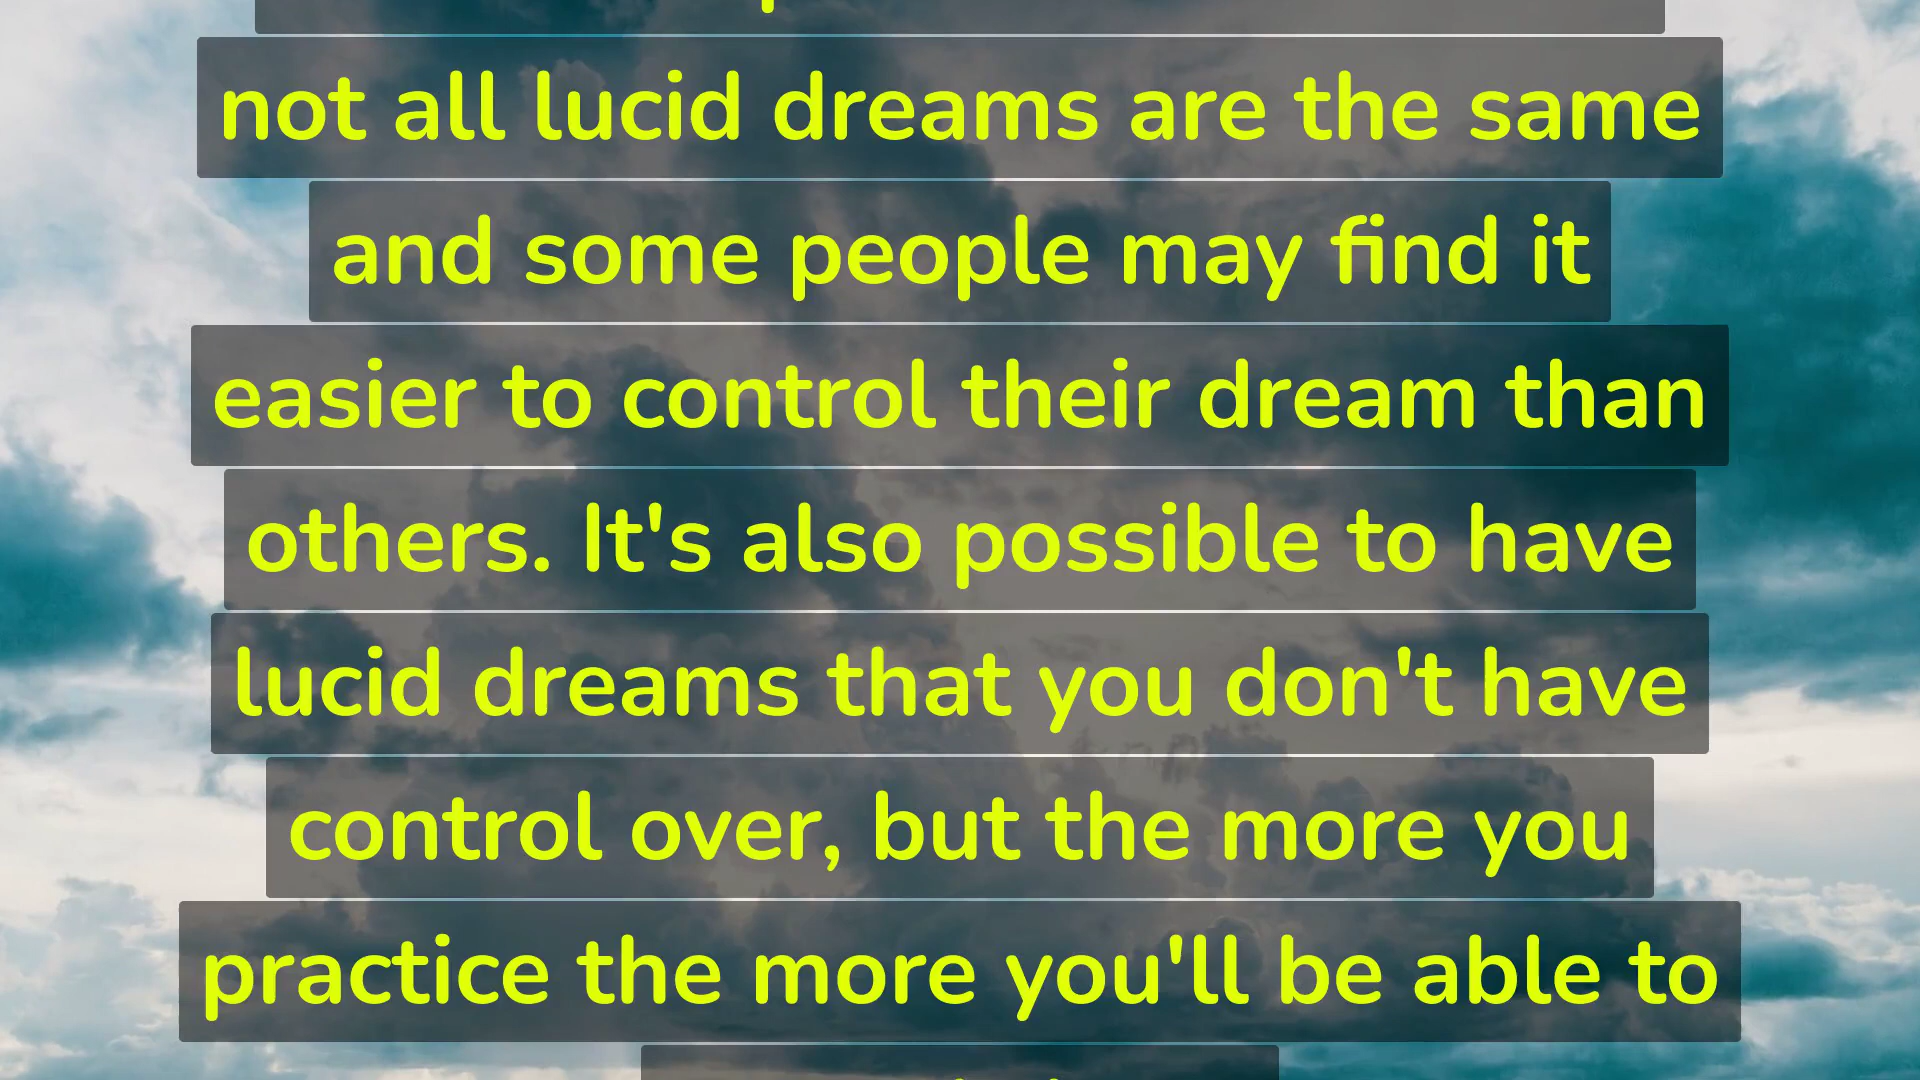 not all lucid dreams are the same
and some people may find it
easier to control their dream than
others. It's also possible to have
lucid dreams that you don't have
control over, but the more you
practice the more you'll be able to